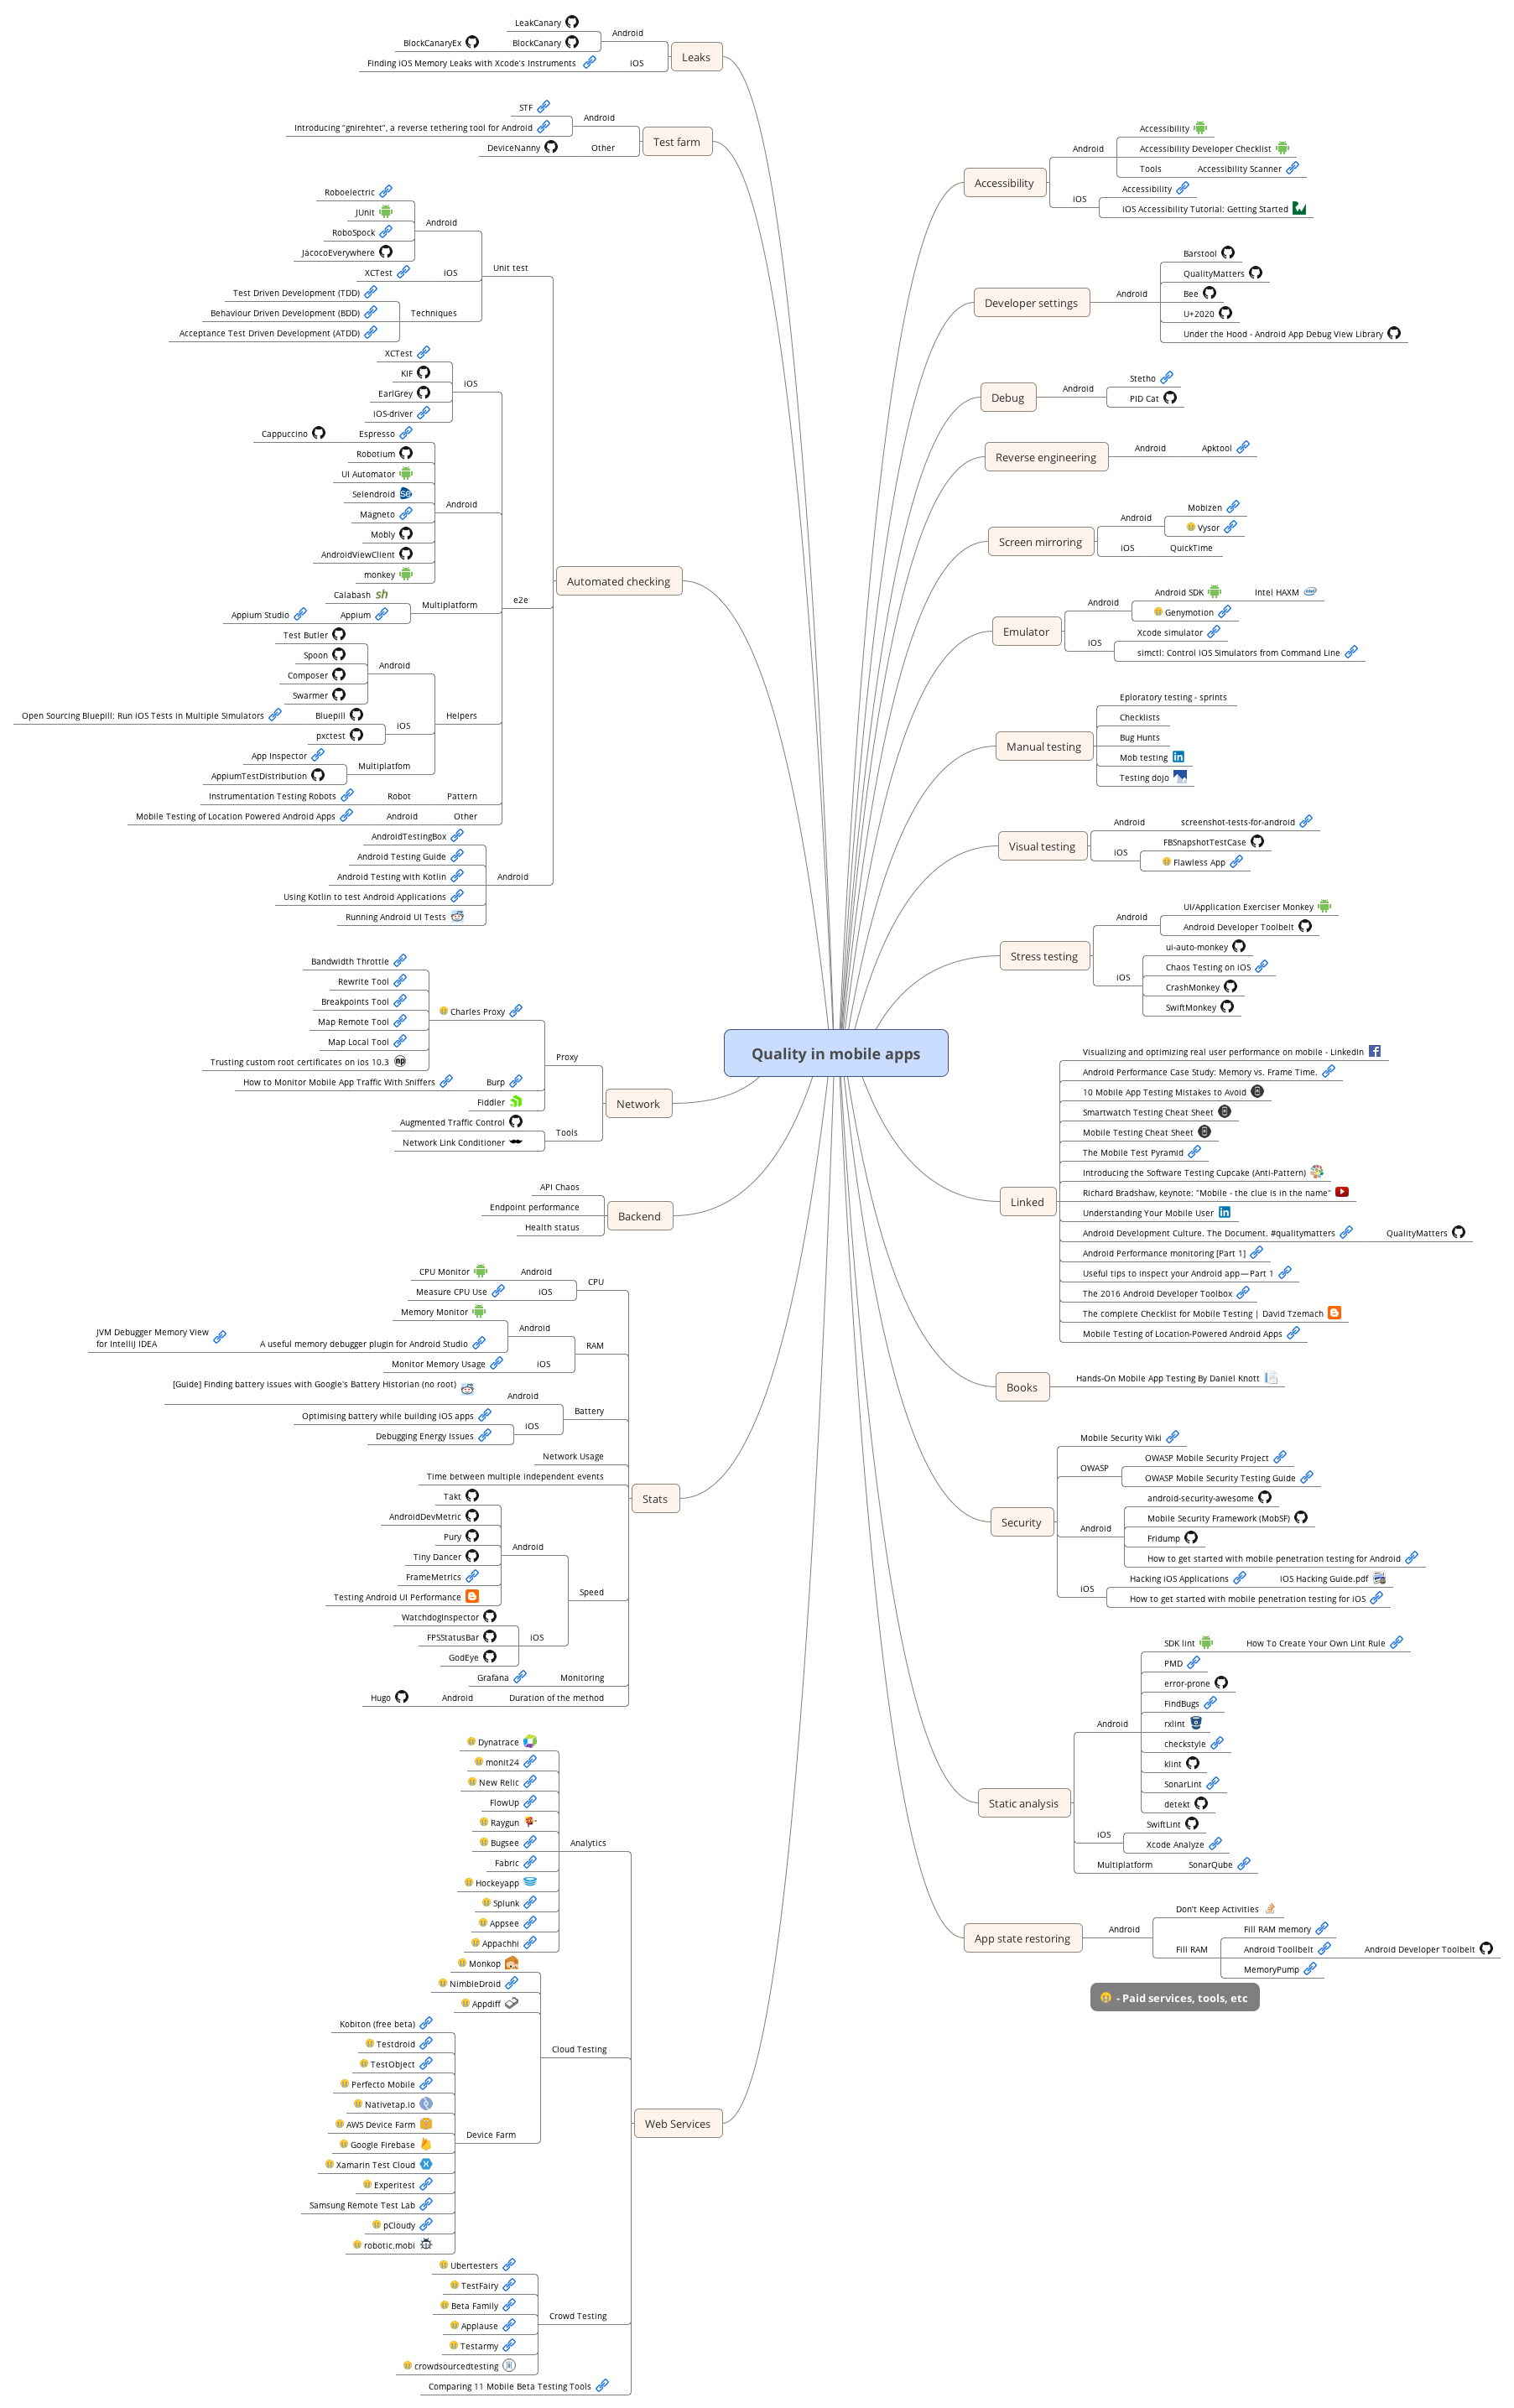 Quality in mobile apps
Leaks
Android
LeakCanary
BlockCanary
BlockCanaryEx
iOS
Finding iOS Memory Leaks with Xcode's Instruments
Test farm
Android
STF
Introducing "gnirehtet", a reverse tethering tool for Android
Other
DeviceNanny
Automated checking
Unit test
Android
Roboelectric
JUnit
RoboSpock
JacocoEverywhere
iOS
XCTest
Techniques
Test Driven Development (TDD)
Behaviour Driven Development (BDD)
Acceptance Test Driven Development (ATDD)
e2e
iOS
XCTest
KIF
EarlGrey
iOS-driver
Android
Espresso
Cappuccino
Robotium
UI Automator
Selendroid
Magneto
Mobly
AndroidViewClient
monkey
Multiplatform
Calabash
Appium
Appium Studio
Helpers
Android
Test Butler
Spoon
Composer
Swarmer
iOS
Bluepill
Open Sourcing Bluepill: Run iOS Tests in Multiple Simulators
pxctest
Multiplatfom
App Inspector
AppiumTestDistribution
Pattern
Robot
Instrumentation Testing Robots
Other
Android
Mobile Testing of Location Powered Android Apps
Android
AndroidTestingBox
Android Testing Guide
Android Testing with Kotlin
Using Kotlin to test Android Applications
Running Android UI Tests
Network
Proxy
Charles Proxy
Bandwidth Throttle
Rewrite Tool
Breakpoints Tool
Map Remote Tool
Map Local Tool
Trusting custom root certificates on ios 10.3
Burp
How to Monitor Mobile App Traffic With Sniffers
Fiddler
Tools
Augmented Traffic Control
Network Link Conditioner
Backend
API Chaos
Endpoint performance
Health status
Stats
CPU
Android
CPU Monitor
iOS
Measure CPU Use
RAM
Android
Memory Monitor
A useful memory debugger plugin for Android Studio
JVM Debugger Memory View
for IntelliJ IDEA
iOS
Monitor Memory Usage
Battery
Android
[Guide] Finding battery issues with Google's Battery Historian (no root)
iOS
Optimising battery while building iOS apps
Debugging Energy Issues
Network Usage
Time between multiple independent events
Speed
Android
Takt
AndroidDevMetric
Pury
Tiny Dancer
FrameMetrics
Testing Android UI Performance
iOS
WatchdogInspector
FPSStatusBar
GodEye
Monitoring
Grafana
Duration of the method
Android
Hugo
Web Services
Analytics
Dynatrace
monit24
New Relic
FlowUp
Raygun
Bugsee
Fabric
Hockeyapp
Splunk
Appsee
Appachhi
Cloud Testing
Monkop
NimbleDroid
Appdiff
Device Farm
Kobiton (free beta)
Testdroid
TestObject
Perfecto Mobile
Nativetap.io
AWS Device Farm
Google Firebase
Xamarin Test Cloud
Experitest
Samsung Remote Test Lab
pCloudy
robotic.mobi
Crowd Testing
Ubertesters
TestFairy
Beta Family
Applause
Testarmy
crowdsourcedtesting
Comparing 11 Mobile Beta Testing Tools
Accessibility
Android
Accessibility
Accessibility Developer Checklist
Tools
Accessibility Scanner
iOS
Accessibility
iOS Accessibility Tutorial: Getting Started
Developer settings
Android
Barstool
QualityMatters
Bee
U+2020
Under the Hood - Android App Debug View Library
Debug
Android
Stetho
PID Cat
Reverse engineering
Android
Apktool
Screen mirroring
Android
Mobizen
Vysor
iOS
QuickTime
Emulator
Android
Android SDK
Intel HAXM
Genymotion
iOS
Xcode simulator
simctl: Control iOS Simulators from Command Line
Manual testing
Eploratory testing - sprints
Checklists
Bug Hunts
Mob testing
Testing dojo
Visual testing
Android
screenshot-tests-for-android
iOS
FBSnapshotTestCase
Flawless App
Stress testing
Android
UI/Application Exerciser Monkey
Android Developer Toolbelt
iOS
ui-auto-monkey
Chaos Testing on iOS
CrashMonkey
SwiftMonkey
Linked
Visualizing and optimizing real user performance on mobile - LinkedIn
Android Performance Case Study: Memory vs. Frame Time.
10 Mobile App Testing Mistakes to Avoid
Smartwatch Testing Cheat Sheet
Mobile Testing Cheat Sheet
The Mobile Test Pyramid
Introducing the Software Testing Cupcake (Anti-Pattern)
Richard Bradshaw, keynote: "Mobile - the clue is in the name"
Understanding Your Mobile User
Android Development Culture. The Document. #qualitymatters
QualityMatters
Android Performance monitoring [Part 1]
Useful tips to inspect your Android app — Part 1
The 2016 Android Developer Toolbox
The complete Checklist for Mobile Testing | David Tzemach
Mobile Testing of Location-Powered Android Apps
Books
Hands-On Mobile App Testing By Daniel Knott
Security
Mobile Security Wiki
OWASP
OWASP Mobile Security Project
OWASP Mobile Security Testing Guide
Android
android-security-awesome
Mobile Security Framework (MobSF)
Fridump
How to get started with mobile penetration testing for Android
iOS
Hacking iOS Applications
iOS Hacking Guide.pdf
How to get started with mobile penetration testing for iOS
Static analysis
Android
SDK lint
How To Create Your Own Lint Rule
PMD
error-prone
FindBugs
rxlint
checkstyle
klint
SonarLint
detekt
iOS
SwiftLint
Xcode Analyze
Multiplatform
SonarQube
App state restoring
Android
Don't Keep Activities
Fill RAM
Fill RAM memory
Android Toollbelt
Android Developer Toolbelt
MemoryPump
- Paid services, tools, etc